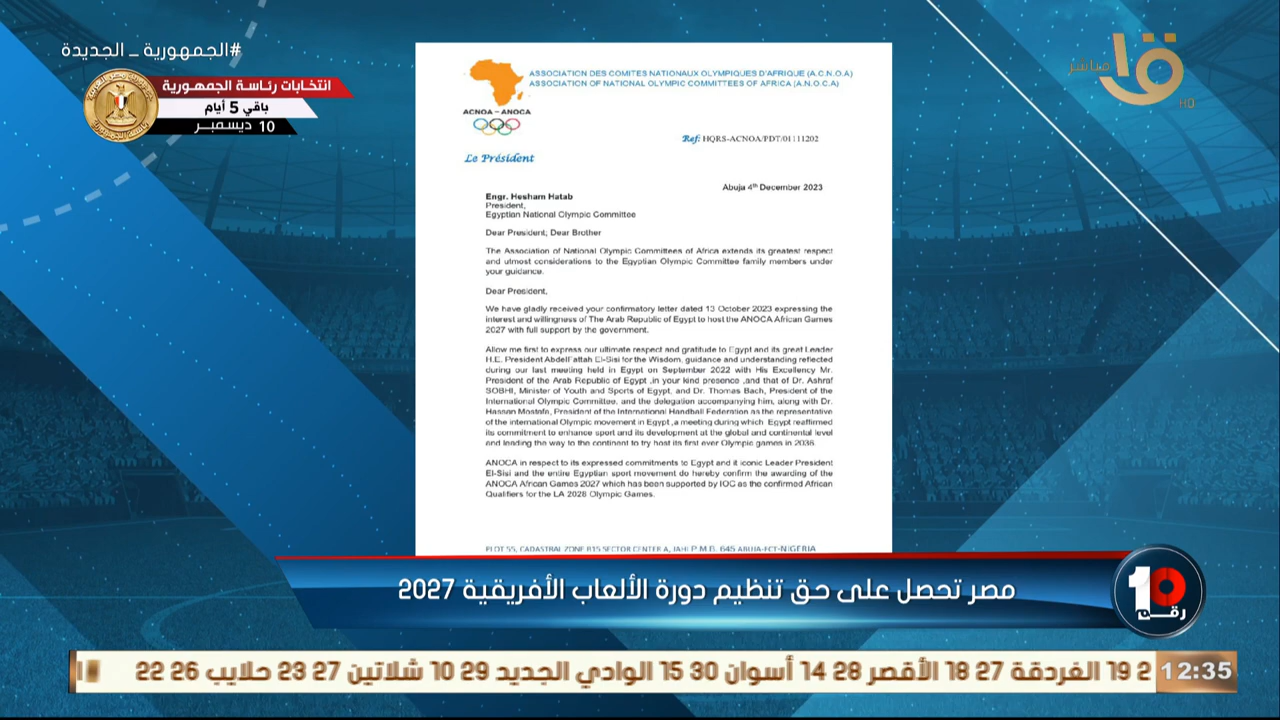 #الجمهورية _ الجديدة
انتخابات رئاسة الجمهورية
باقي 5 أيام
10 ديسمبر
مباشر
HD
ASSOCIATION DES COMITES NATIONAUX OLYMPIQUES D'AFRIQUE (A.C.N.O.A)
ASSOCIATION OF NATIONAL OLYMPIC COMMITTEES OF AFRICA (A.N.O.C.A)
ACNOA – ANOCA
Ref: HQRS-ACNOA/PDT/01111202
Le Président
Abuja 4th December 2023
Engr. Hesham Hatab
President,
Egyptian National Olympic Committee
Dear President; Dear Brother
The Association of National Olympic Committees of Africa extends its greatest respect
and utmost considerations to the Egyptian Olympic Committee family members under
your guidance.
Dear President,
We have gladly received your confirmatory letter dated 13 October 2023 expressing the
interest and willingness of The Arab Republic of Egypt to host the ANOCA African Games
2027 with full support by the government.
Allow me first to express our ultimate respect and gratitude to Egypt and its great Leader
H.E. President Abdelfattah El-Sisi for the Wisdom, guidance and understanding reflected
during our last meeting held in Egypt on September 2022 with His Excellency Mr.
President of the Arab Republic of Egypt ,in your kind presence ,and that of Dr. Ashraf
SOBHI, Minister of Youth and Sports of Egypt, and Dr. Thomas Bach, President of the
International Olympic Committee, and the delegation accompanying him, along with Dr.
Hassan Mostafa, President of the International Handball Federation as the representative
of the international Olympic movement in Egypt ,a meeting during which Egypt reaffirmed
its commitment to enhance sport and its development at the global and continental level
and leading the way to the continent to try host its first ever Olympic games in 2036
ANOCA in respect to its expressed commitments to Egypt and it iconic Leader President
El-Sisi and the entire Egyptian sport movement do hereby confirm the awarding of the
ANOCA African Games 2027 which has been supported by IOC as the confirmed African
Qualifiers for the LA 2028 Olympic Games.
PLOT 55, CADASTRAL ZONE B15 SECTOR CENTER A, JAHI P.M.B. 645 ABUJA-FCT-NIGERIA
مصر تحصل على حق تنظيم دورة الألعاب الأفريقية 2027
رقم 10
19 الغردقة 27 18 الأقصر 28 14 أسوان 30 15 الوادي الجديد 29 10 شلاتين 27 23 حلايب 26 22
12:35